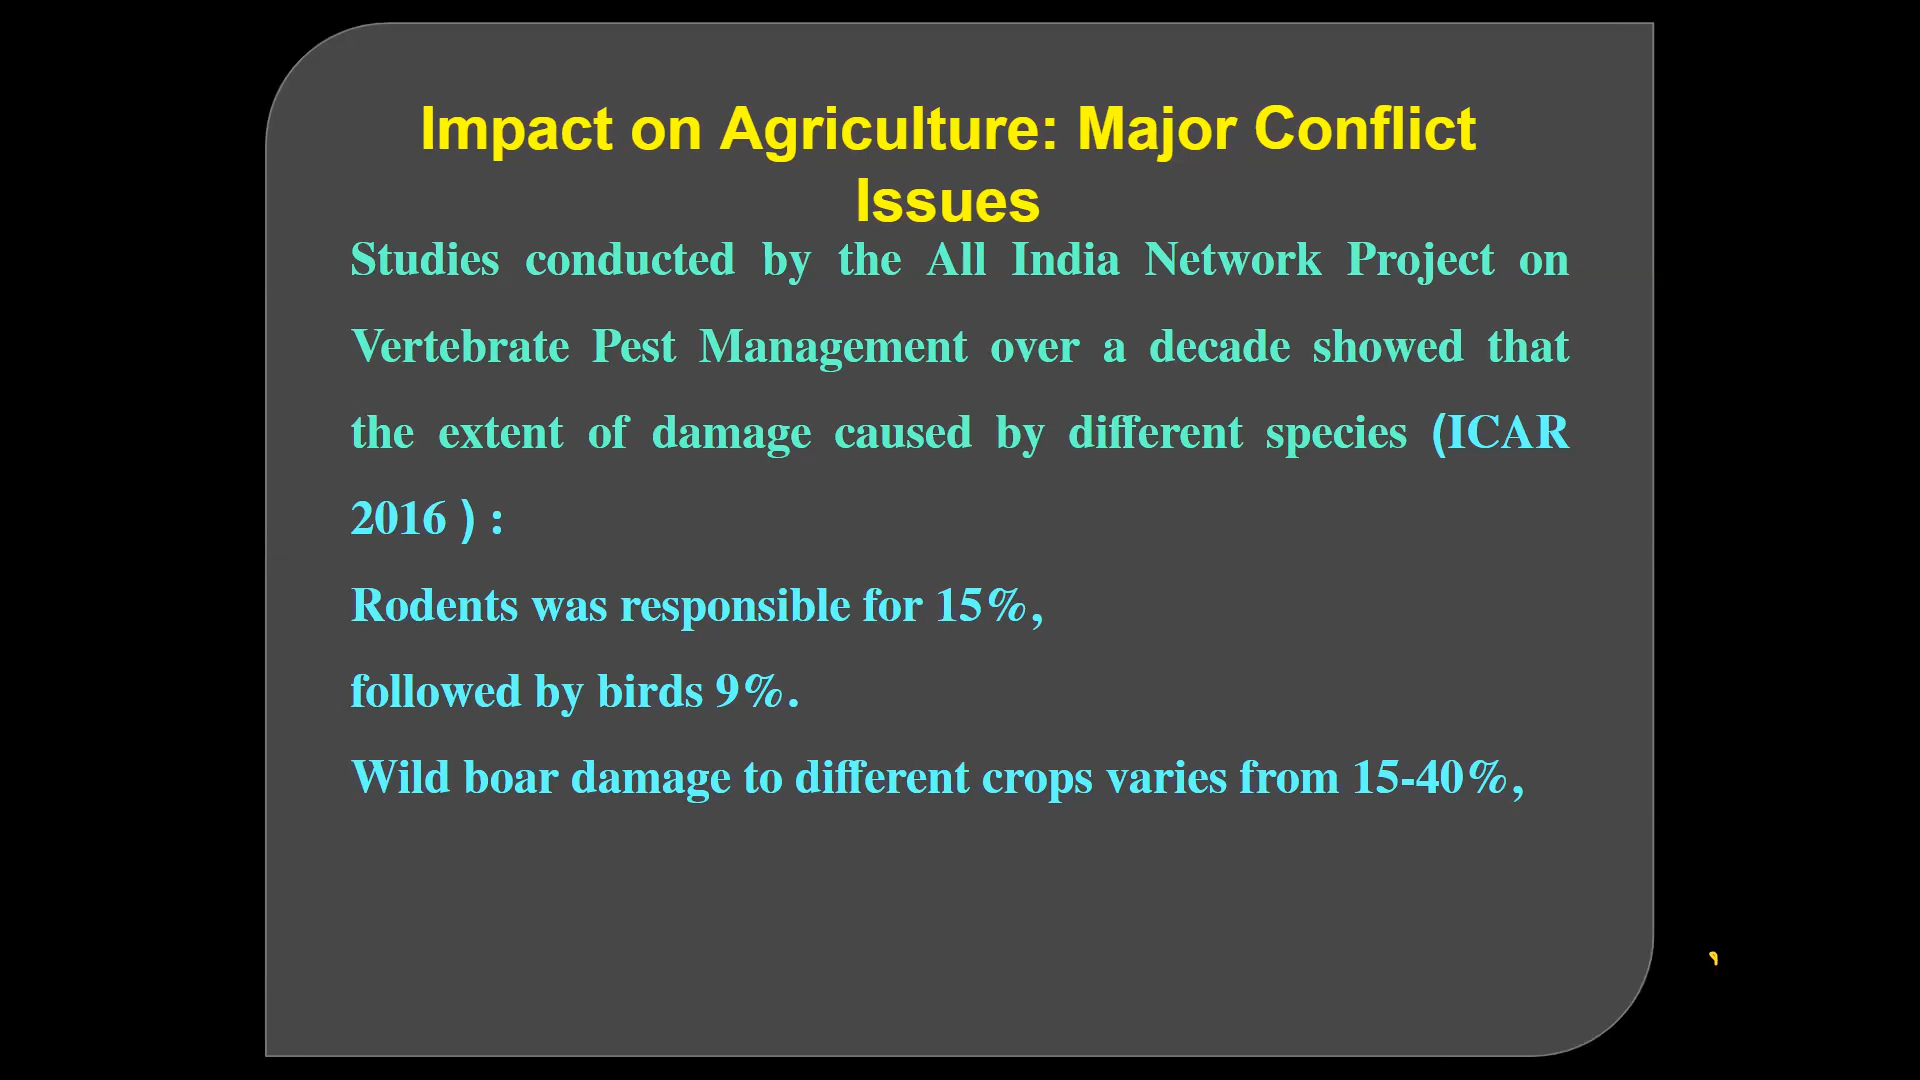 Impact on Agriculture: Major Conflict
Issues
Studies conducted by the All India Network Project on
Vertebrate Pest Management over a decade showed that
the extent of damage caused by different species (ICAR
2016 ) :
Rodents was responsible for 15%,
followed by birds 9%.
Wild boar damage to different crops varies from 15-40%,